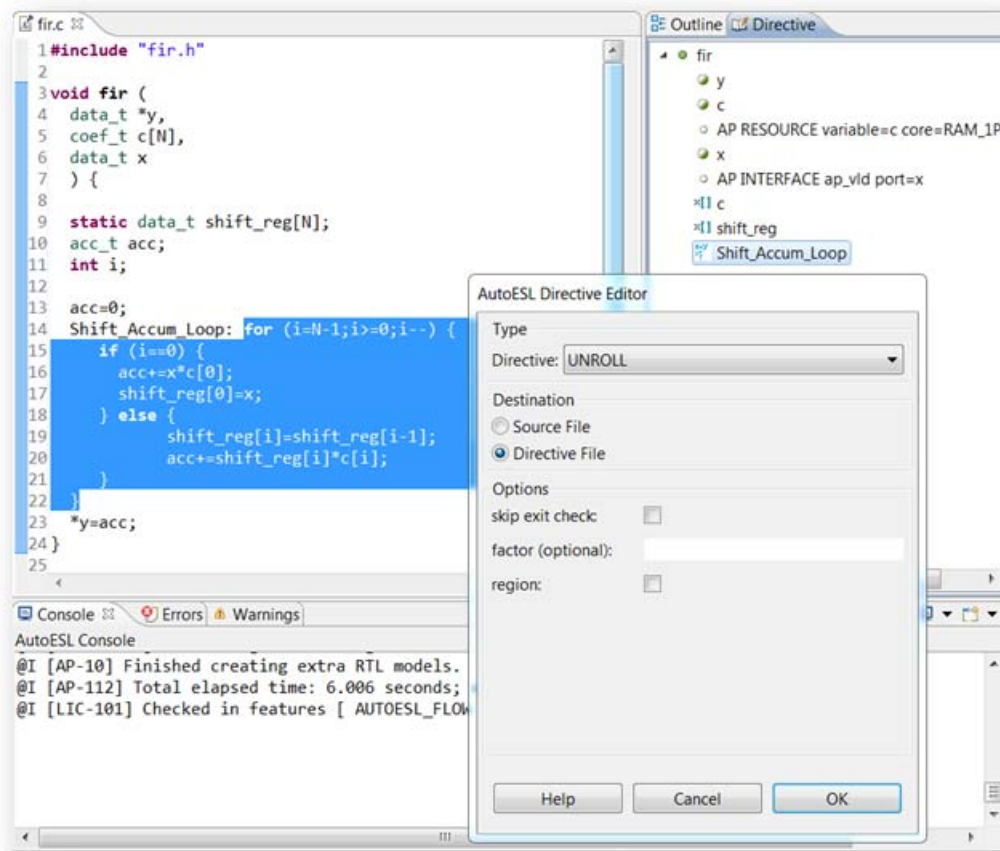 fir.c
1 #include "fir.h"
2
3 void fir (
4 data_t *y,
5 coef_t c[N],
6 data_t x
7 ) {
8
9 static data_t shift_reg[N];
10 acc_t acc;
11 int i;
12
13 acc=0;
14 Shift_Accum_Loop: for (i=N-1;i>=0;i--) {
15 if (i==0) {
16 acc+=x*c[0];
17 shift_reg[0]=x;
18 } else {
19 shift_reg[i]=shift_reg[i-1];
20 acc+=shift_reg[i]*c[i];
21 }
22 }
23 *y=acc;
24 }
25
Outline Directive
fir
y
c
AP RESOURCE variable=c core=RAM_1P
x
AP INTERFACE ap_vld port=x
x[] c
x[] shift_reg
Shift_Accum_Loop
AutoESL Directive Editor
Type
Directive: UNROLL
Destination
Source File
Directive File
Options
skip exit check:
factor (optional):
region:
Help Cancel OK
Console Errors Warnings
AutoESL Console
@I [AP-10] Finished creating extra RTL models.
@I [AP-112] Total elapsed time: 6.006 seconds;
@I [LIC-101] Checked in features [ AUTOESL_FLOW